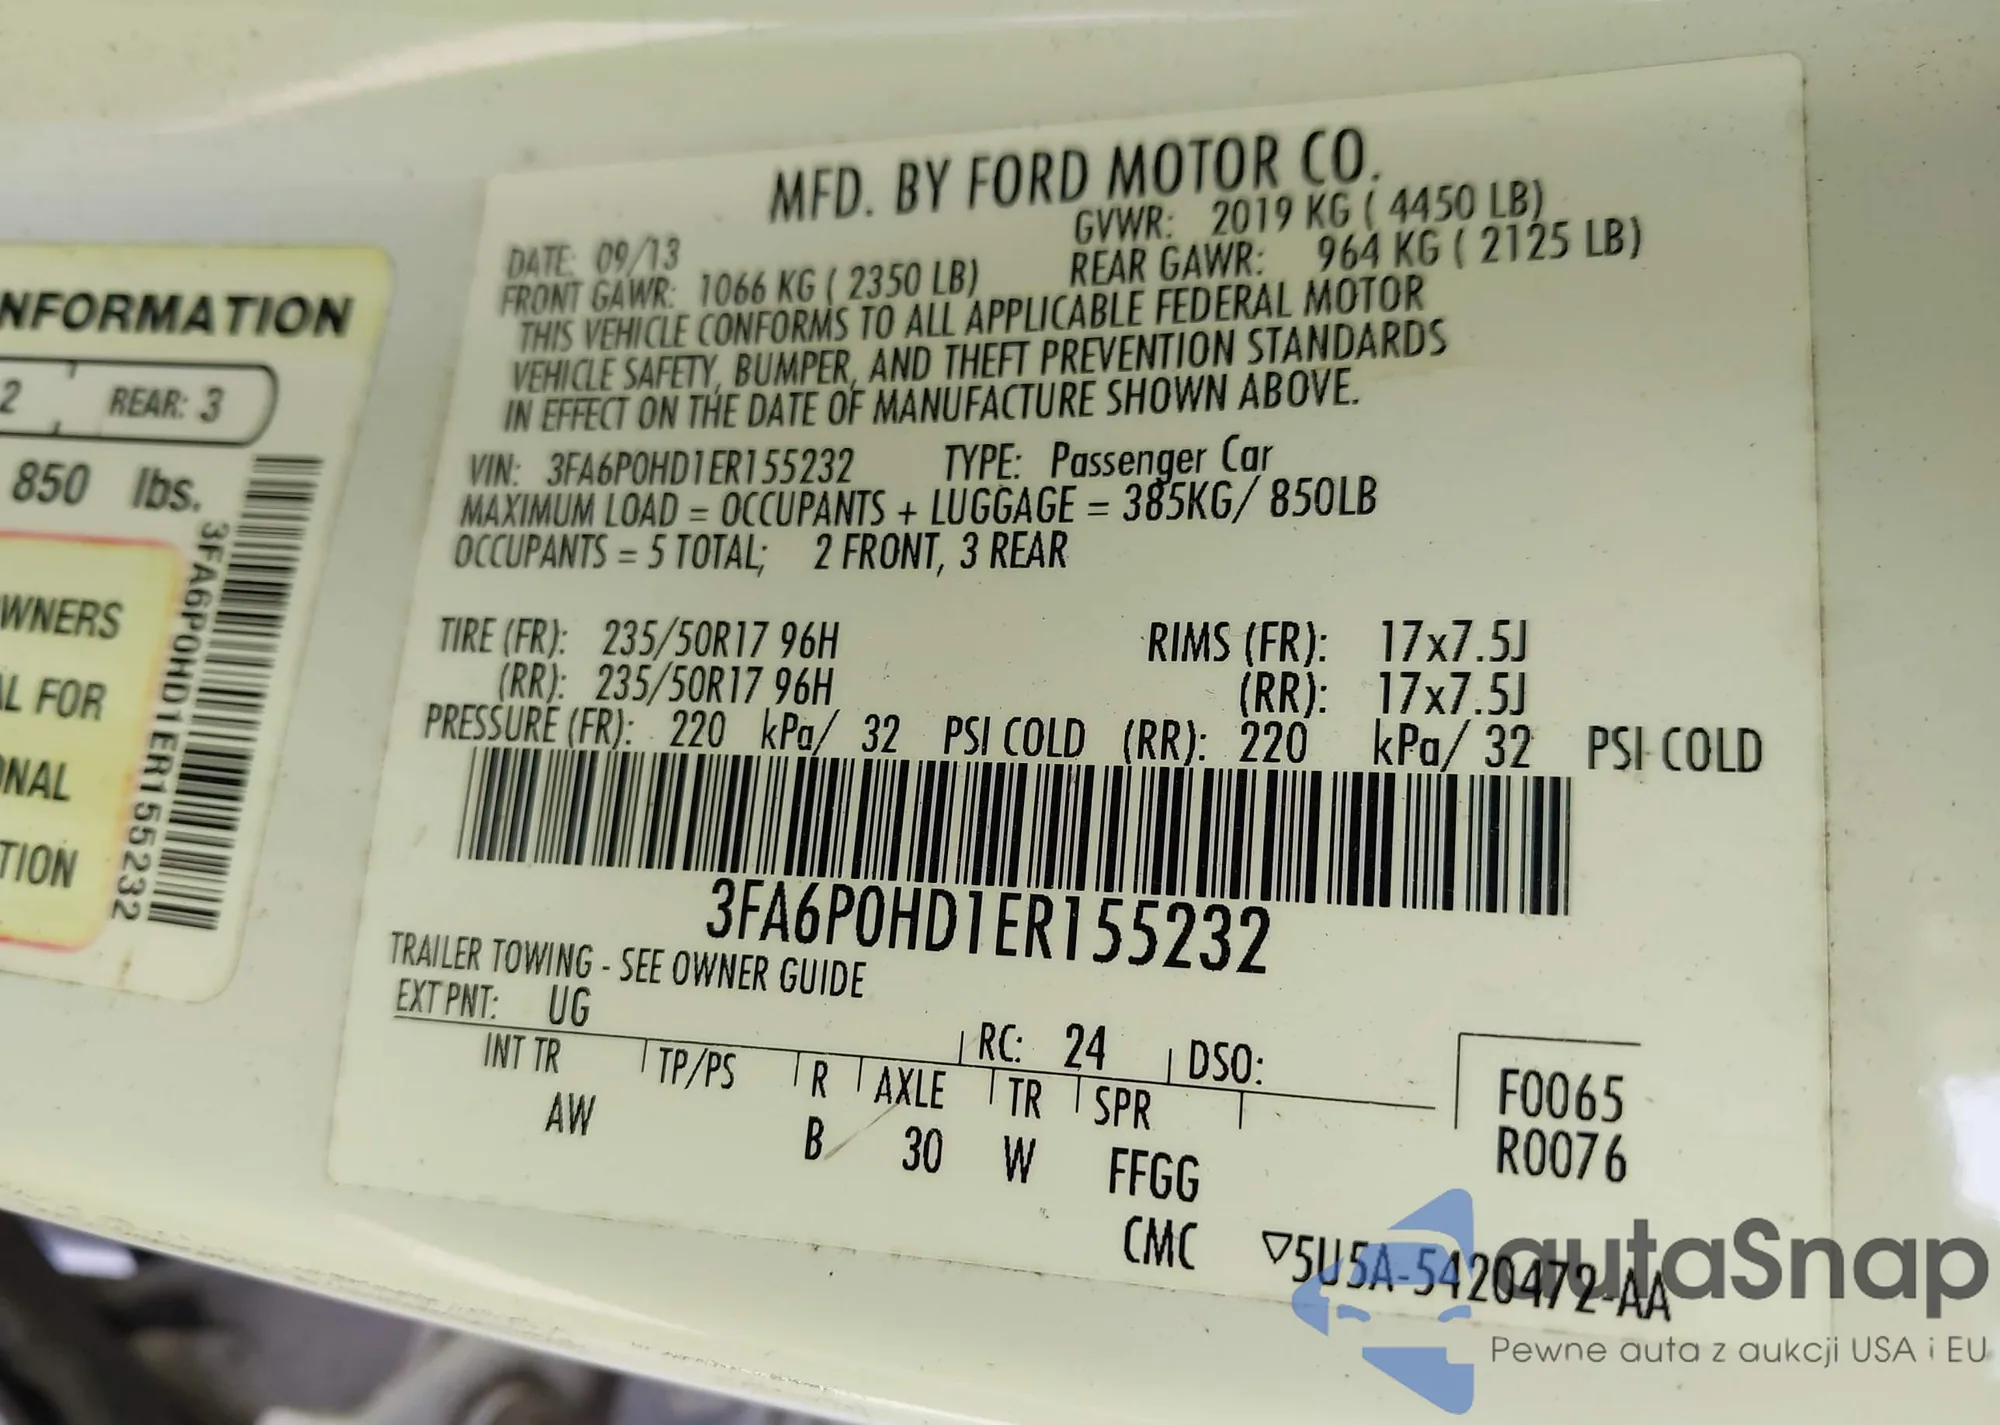 MFD. BY FORD MOTOR CO.
DATE: 09/13 GVWR: 2019 KG ( 4450 LB)
FRONT GAWR: 1066 KG ( 2350 LB) REAR GAWR: 964 KG ( 2125 LB)
THIS VEHICLE CONFORMS TO ALL APPLICABLE FEDERAL MOTOR
VEHICLE SAFETY, BUMPER, AND THEFT PREVENTION STANDARDS
IN EFFECT ON THE DATE OF MANUFACTURE SHOWN ABOVE.
VIN: 3FA6P0HD1ER155232 TYPE: Passenger Car
MAXIMUM LOAD = OCCUPANTS + LUGGAGE = 385KG/ 850LB
OCCUPANTS = 5 TOTAL; 2 FRONT, 3 REAR
TIRE (FR): 235/50R17 96H RIMS (FR): 17x7.5J
(RR): 235/50R17 96H (RR): 17x7.5J
PRESSURE (FR): 220 kPa/ 32 PSI COLD (RR): 220 kPa/ 32 PSI COLD
3FA6P0HD1ER155232
TRAILER TOWING - SEE OWNER GUIDE
EXT PNT: UG RC: 24 DSO:
INT TR TP/PS R AXLE TR SPR
AW B 30 W FFGG
CMC
F0065
R0076
▽5U5A-5420472-AA
NFORMATION
2 REAR: 3
850 lbs.
WNERS
L FOR
NAL
TION
3FA6P0HD1ER155232
autaSnap
Pewne auta z aukcji USA i EU